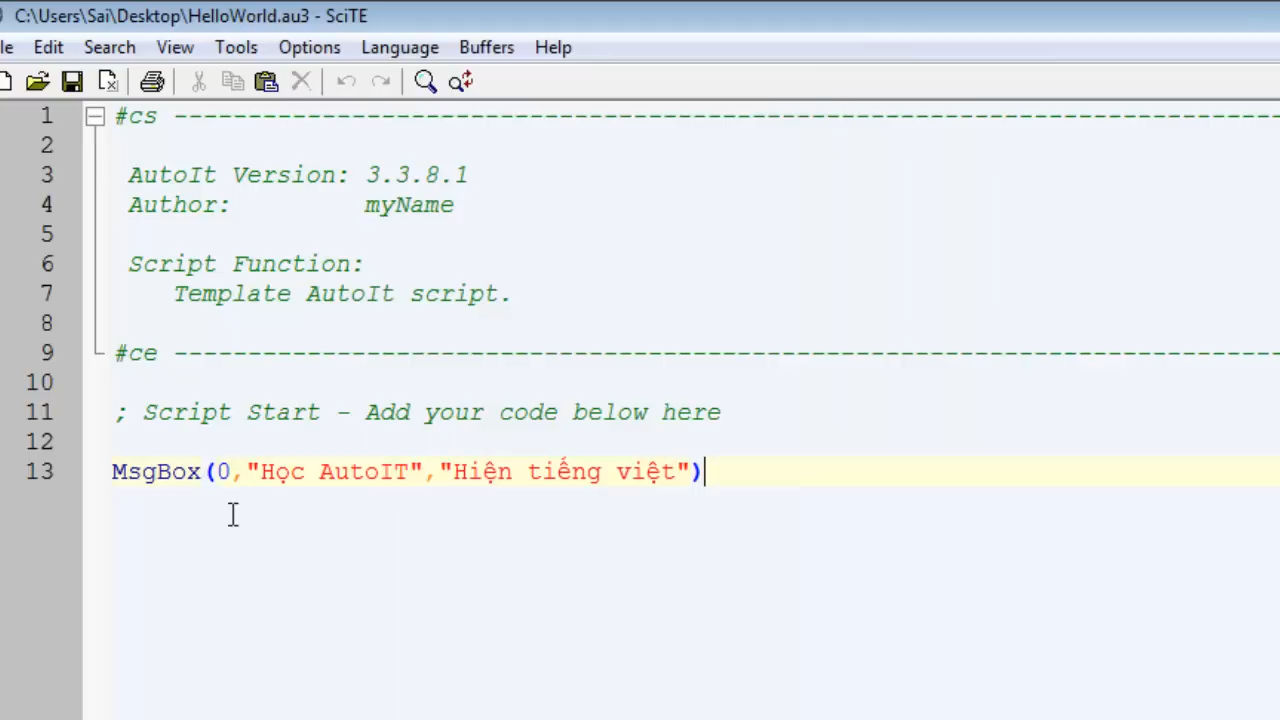 C:\Users\Sai\Desktop\HelloWorld.au3 - SciTE
le Edit Search View Tools Options Language Buffers Help
1 #cs ------------------------------------------------------------------------------
2
3 AutoIt Version: 3.3.8.1
4 Author: myName
5
6 Script Function:
7 Template AutoIt script.
8
9 #ce ------------------------------------------------------------------------------
10
11 ; Script Start - Add your code below here
12
13 MsgBox(0,"Học AutoIT","Hiện tiếng việt")